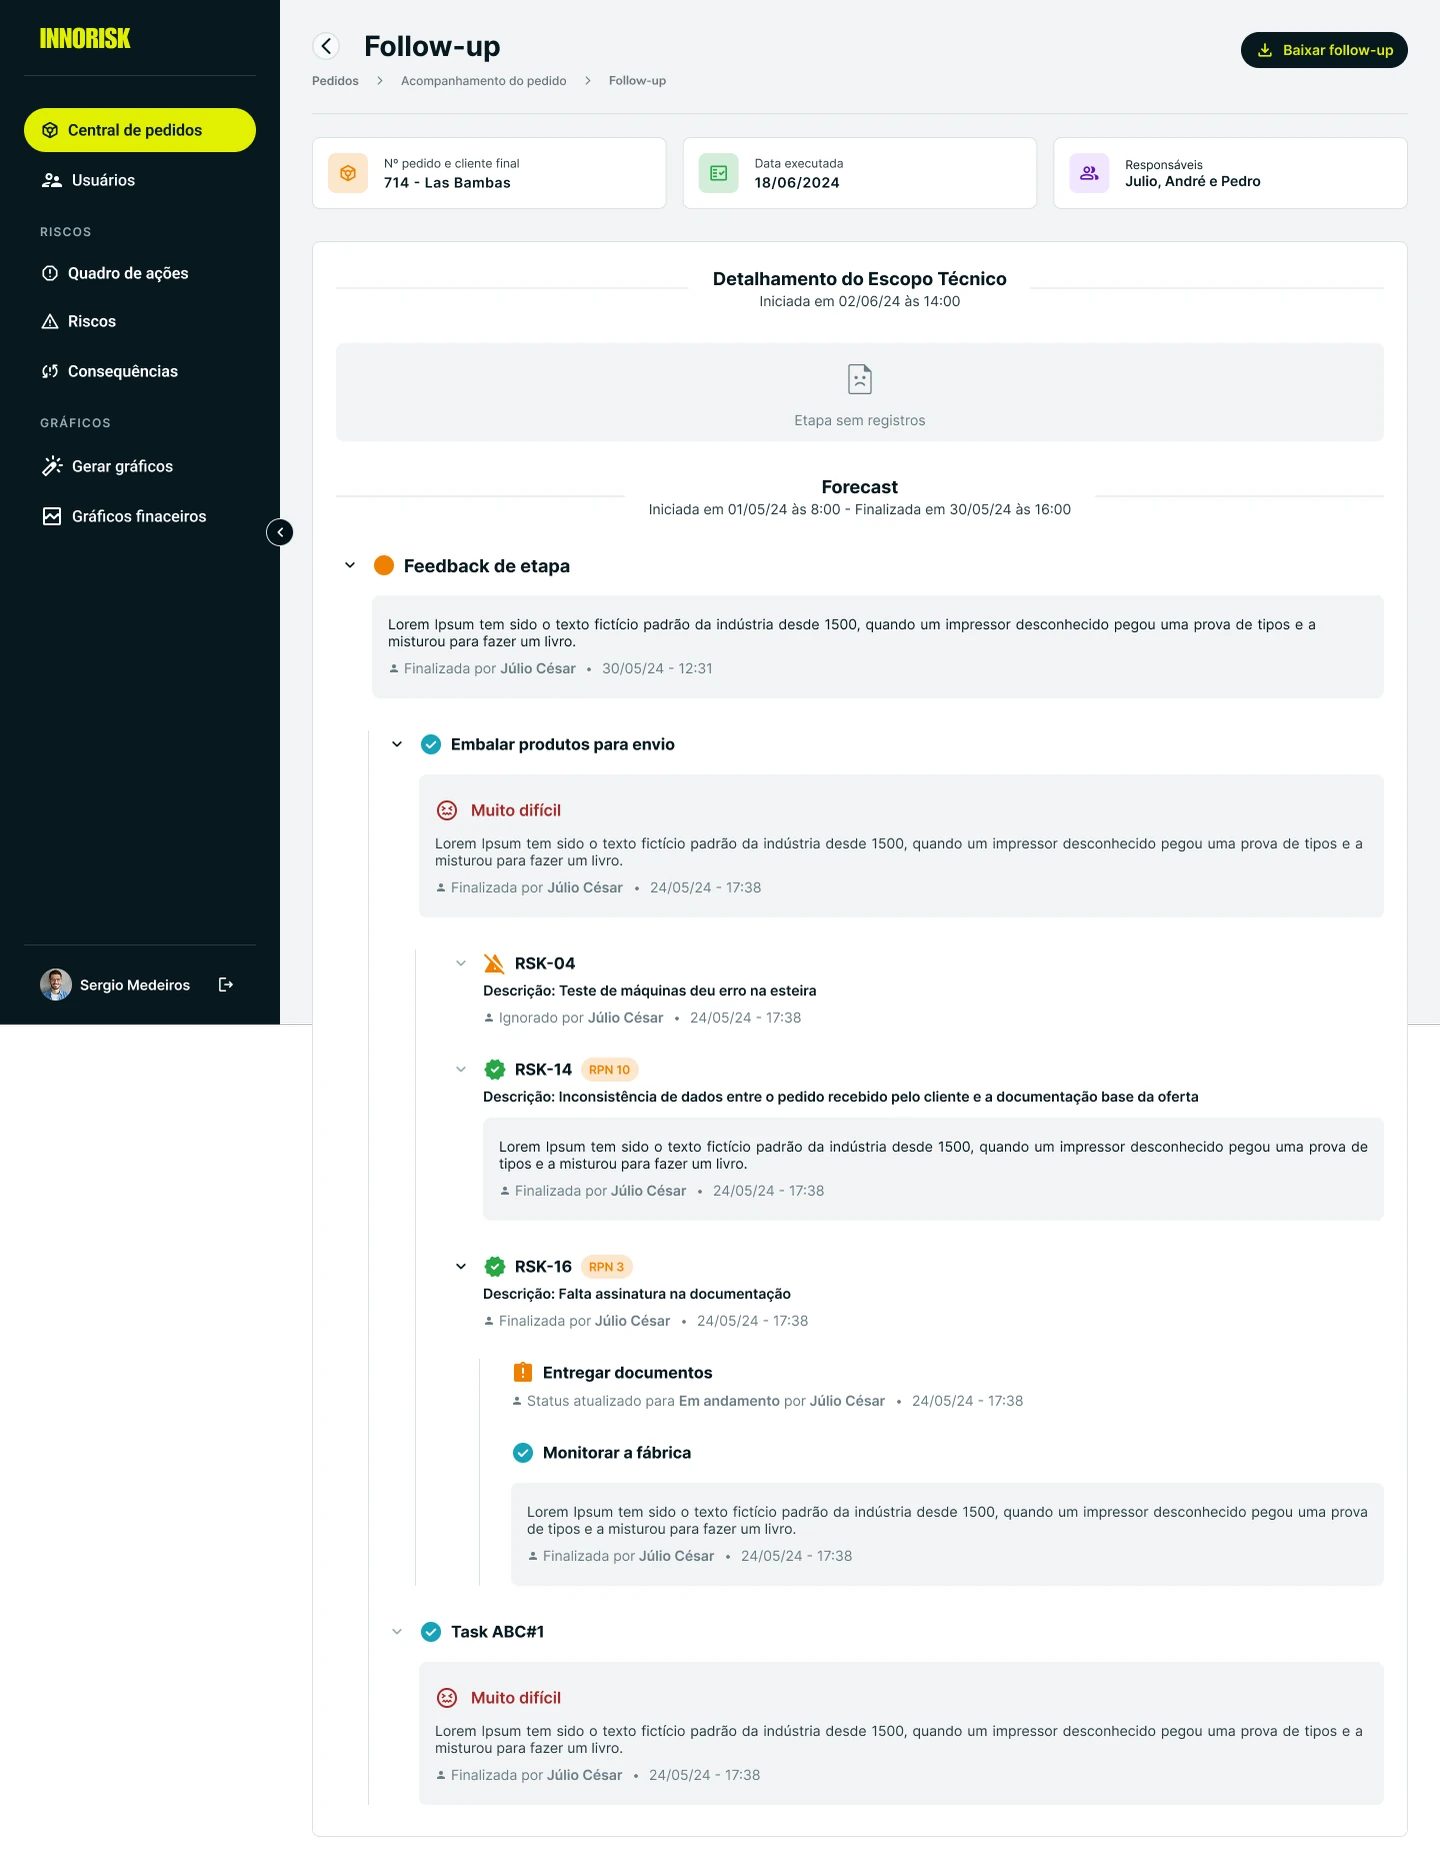 INNORISK
Central de pedidos
Usuários
RISCOS
Quadro de ações
Riscos
Consequências
GRÁFICOS
Gerar gráficos
Gráficos finaceiros
Sergio Medeiros
Follow-up
Baixar follow-up
Pedidos > Acompanhamento do pedido > Follow-up
Nº pedido e cliente final
714 - Las Bambas
Data executada
18/06/2024
Responsáveis
Julio, André e Pedro
Detalhamento do Escopo Técnico
Iniciada em 02/06/24 às 14:00
Etapa sem registros
Forecast
Iniciada em 01/05/24 às 8:00 - Finalizada em 30/05/24 às 16:00
Feedback de etapa
Lorem Ipsum tem sido o texto fictício padrão da indústria desde 1500, quando um impressor desconhecido pegou uma prova de tipos e a
misturou para fazer um livro.
Finalizada por Júlio César • 30/05/24 - 12:31
Embalar produtos para envio
Muito difícil
Lorem Ipsum tem sido o texto fictício padrão da indústria desde 1500, quando um impressor desconhecido pegou uma prova de tipos e a
misturou para fazer um livro.
Finalizada por Júlio César • 24/05/24 - 17:38
RSK-04
Descrição: Teste de máquinas deu erro na esteira
Ignorado por Júlio César • 24/05/24 - 17:38
RSK-14 RPN 10
Descrição: Inconsistência de dados entre o pedido recebido pelo cliente e a documentação base da oferta
Lorem Ipsum tem sido o texto fictício padrão da indústria desde 1500, quando um impressor desconhecido pegou uma prova de
tipos e a misturou para fazer um livro.
Finalizada por Júlio César • 24/05/24 - 17:38
RSK-16 RPN 3
Descrição: Falta assinatura na documentação
Finalizada por Júlio César • 24/05/24 - 17:38
Entregar documentos
Status atualizado para Em andamento por Júlio César • 24/05/24 - 17:38
Monitorar a fábrica
Lorem Ipsum tem sido o texto fictício padrão da indústria desde 1500, quando um impressor desconhecido pegou uma prova
de tipos e a misturou para fazer um livro.
Finalizada por Júlio César • 24/05/24 - 17:38
Task ABC#1
Muito difícil
Lorem Ipsum tem sido o texto fictício padrão da indústria desde 1500, quando um impressor desconhecido pegou uma prova de tipos e a
misturou para fazer um livro.
Finalizada por Júlio César • 24/05/24 - 17:38